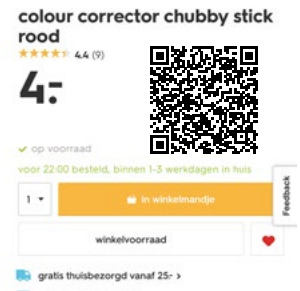 colour corrector chubby stick
rood
4.4 (9)
4.-
op voorraad
voor 22:00 besteld, binnen 1-3 werkdagen in huis
1
in winkelmandje
Feedback
winkelvoorraad
gratis thuisbezorgd vanaf 25.-